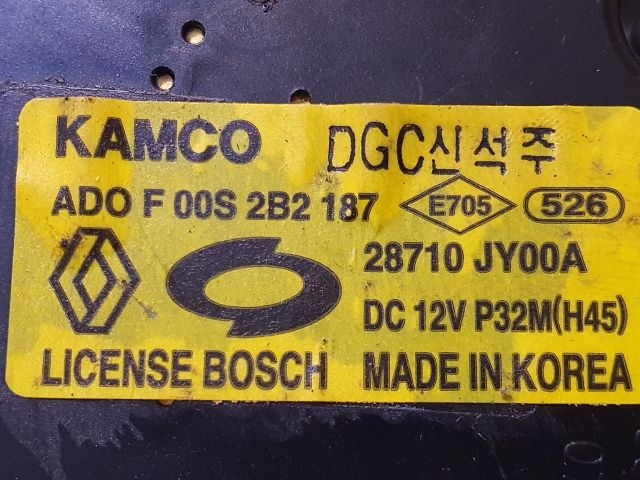 KAMCO DGC신석주
ADO F 00S 2B2 187 E705 526
28710 JY00A
DC 12V P32M(H45)
LICENSE BOSCH MADE IN KOREA